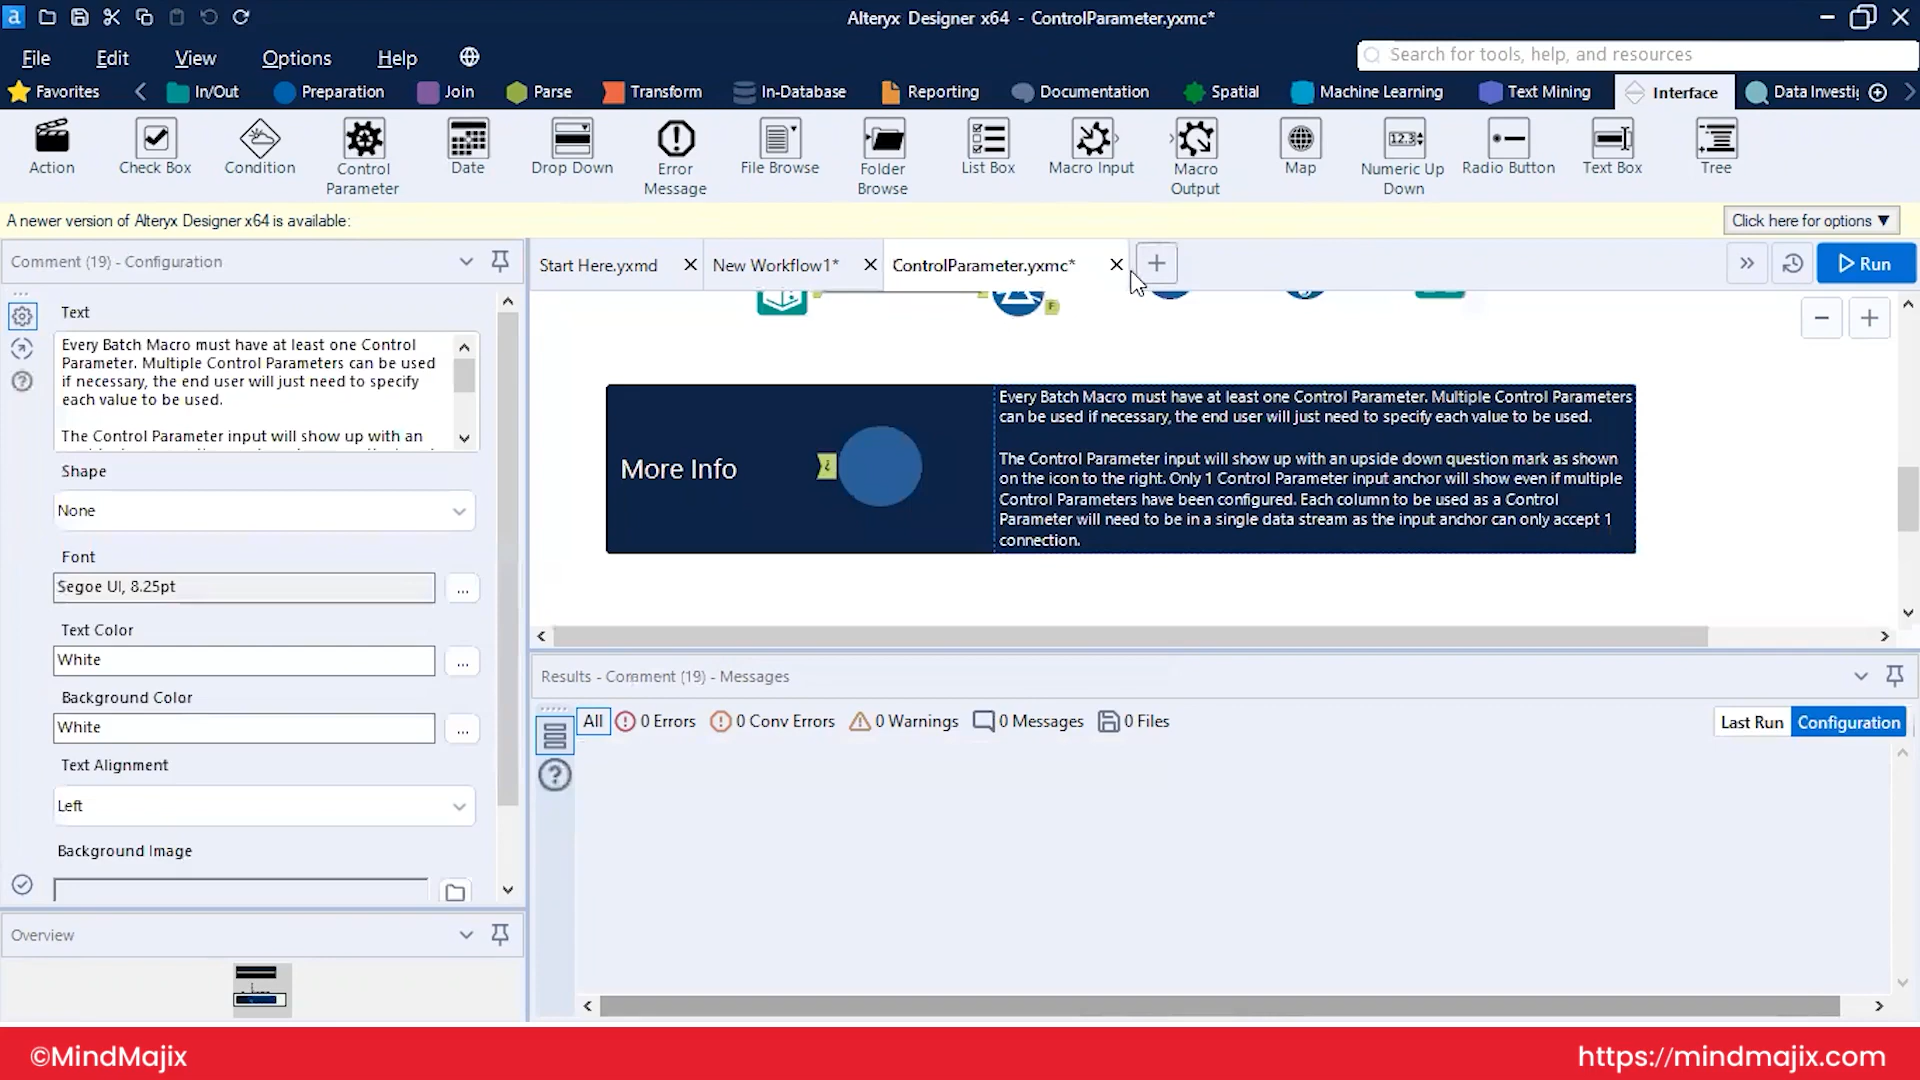 a
Alteryx Designer x64 - ControlParameter.yxmc*
File Edit View Options Help
Search for tools, help, and resources
Favorites In/Out Preparation Join Parse Transform In-Database Reporting Documentation Spatial Machine Learning Text Mining Interface Data Investi
Action Check Box Condition Control Parameter Date Drop Down Error Message File Browse Folder Browse List Box Macro Input Macro Output Map Numeric Up Down Radio Button Text Box Tree
A newer version of Alteryx Designer x64 is available:
Click here for options ▼
Comment (19) - Configuration
Start Here.yxmd
New Workflow1*
ControlParameter.yxmc*
Run
Text
Every Batch Macro must have at least one Control
Parameter. Multiple Control Parameters can be used
if necessary, the end user will just need to specify
each value to be used.
The Control Parameter input will show up with an
Shape
None
Font
Segoe UI, 8.25pt
...
Text Color
White
...
Background Color
White
...
Text Alignment
Left
Background Image
Overview
F
More Info
¿
Every Batch Macro must have at least one Control Parameter. Multiple Control Parameters
can be used if necessary, the end user will just need to specify each value to be used.
The Control Parameter input will show up with an upside down question mark as shown
on the icon to the right. Only 1 Control Parameter input anchor will show even if multiple
Control Parameters have been configured. Each column to be used as a Control
Parameter will need to be in a single data stream as the input anchor can only accept 1
connection.
Results - Comment (19) - Messages
All 0 Errors 0 Conv Errors 0 Warnings 0 Messages 0 Files
Last Run Configuration
©MindMajix
https://mindmajix.com